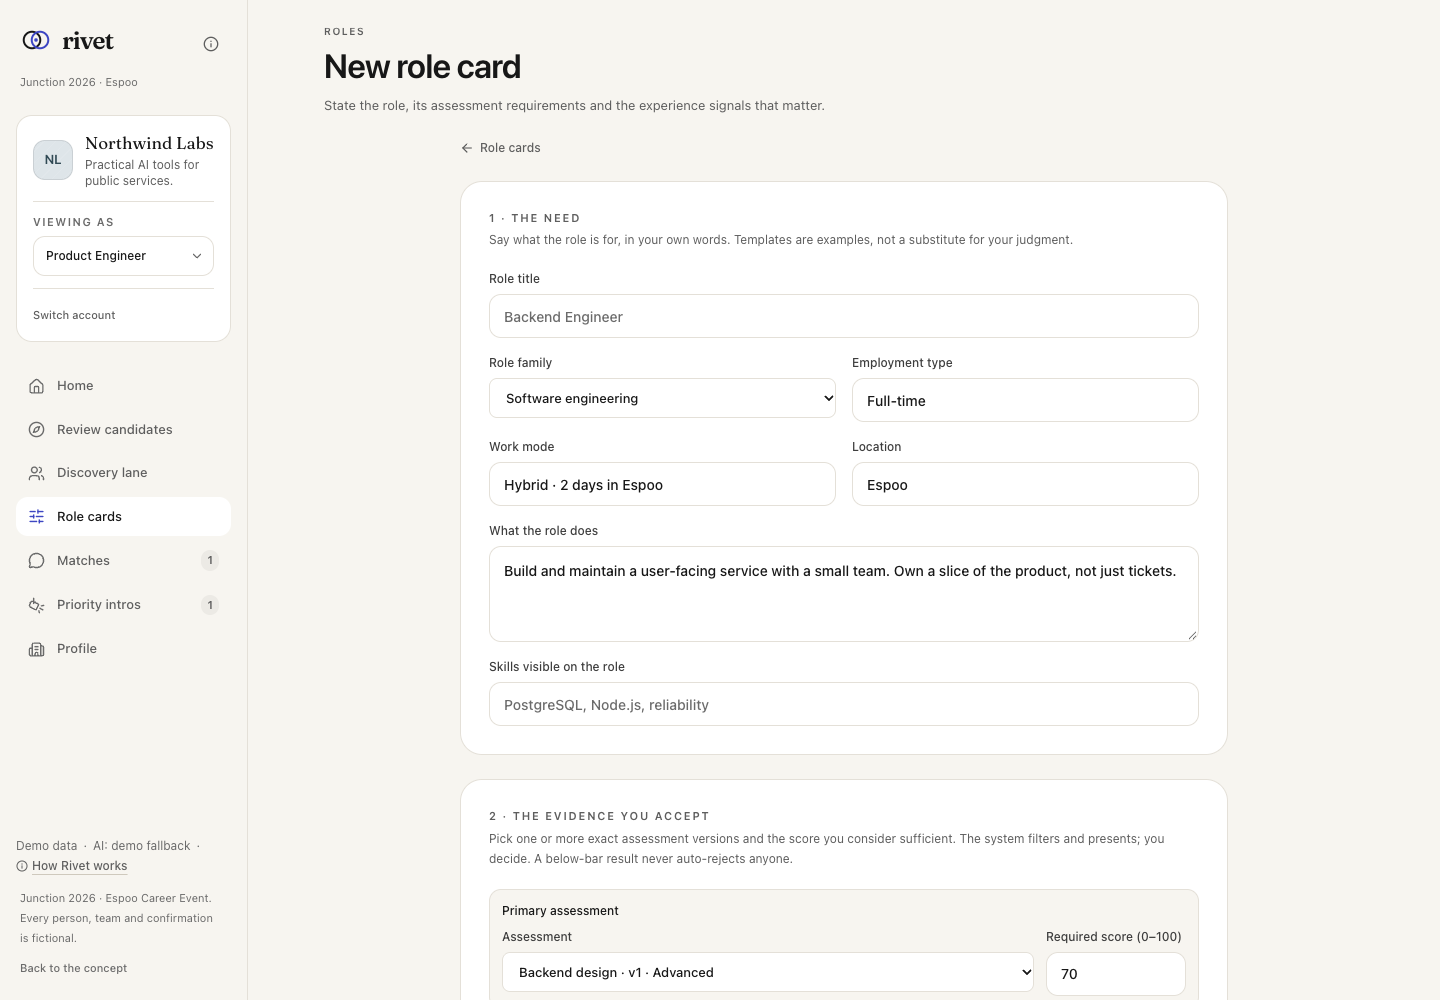 rivet
Junction 2026 · Espoo
NL
Northwind Labs
Practical AI tools for
public services.
VIEWING AS
Product Engineer
Switch account
Home
Review candidates
Discovery lane
Role cards
Matches 1
Priority intros 1
Profile
Demo data · AI: demo fallback ·
How Rivet works
Junction 2026 · Espoo Career Event.
Every person, team and confirmation
is fictional.
Back to the concept
ROLES
New role card
State the role, its assessment requirements and the experience signals that matter.
← Role cards
1 · THE NEED
Say what the role is for, in your own words. Templates are examples, not a substitute for your judgment.
Role title
Backend Engineer
Role family
Software engineering
Employment type
Full-time
Work mode
Hybrid · 2 days in Espoo
Location
Espoo
What the role does
Build and maintain a user-facing service with a small team. Own a slice of the product, not just tickets.
Skills visible on the role
PostgreSQL, Node.js, reliability
2 · THE EVIDENCE YOU ACCEPT
Pick one or more exact assessment versions and the score you consider sufficient. The system filters and presents; you
decide. A below-bar result never auto-rejects anyone.
Primary assessment
Assessment
Backend design · v1 · Advanced
Required score (0–100)
70